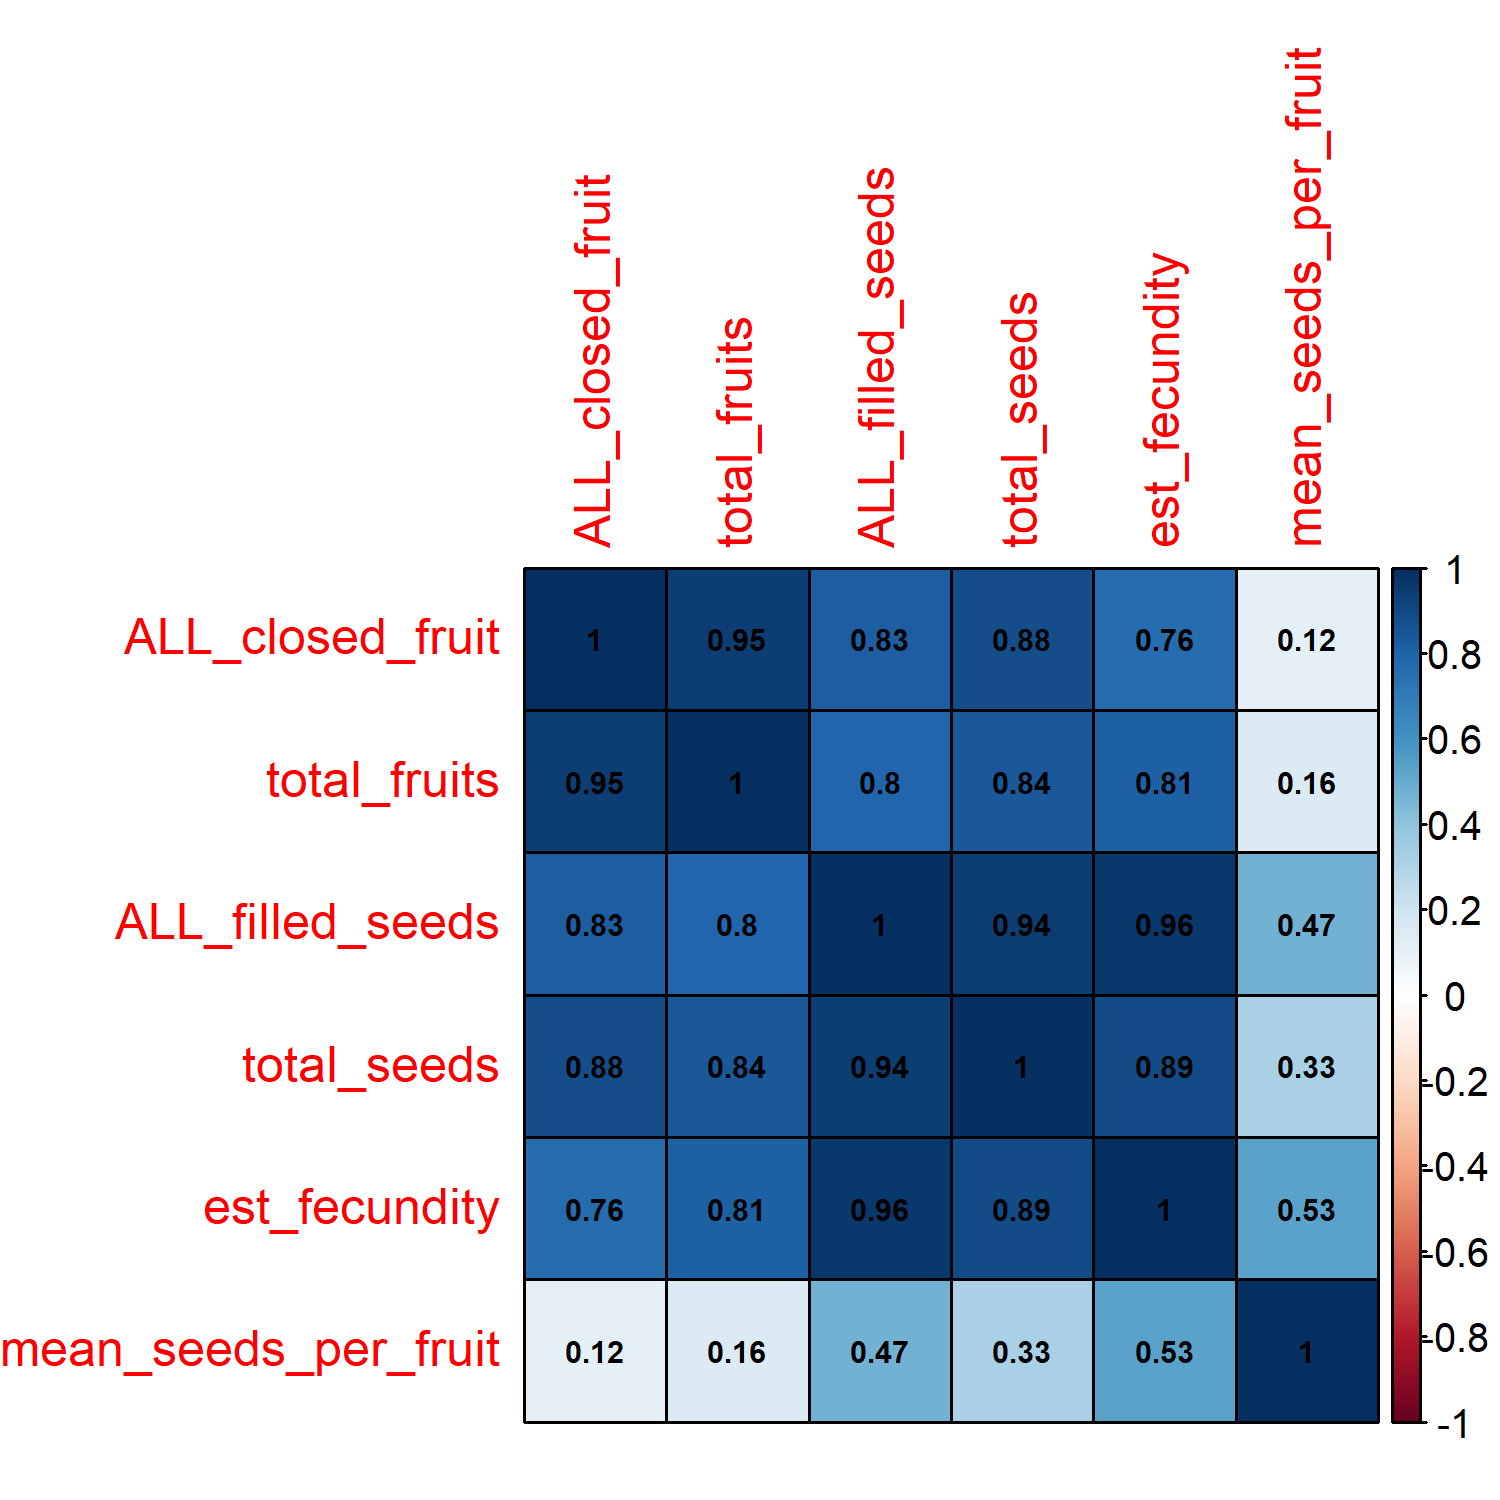 ALL_closed_fruit
total_fruits
ALL_filled_seeds
total_seeds
est_fecundity
mean_seeds_per_fruit
ALL_closed_fruit 1 0.95 0.83 0.88 0.76 0.12
total_fruits 0.95 1 0.8 0.84 0.81 0.16
ALL_filled_seeds 0.83 0.8 1 0.94 0.96 0.47
total_seeds 0.88 0.84 0.94 1 0.89 0.33
est_fecundity 0.76 0.81 0.96 0.89 1 0.53
mean_seeds_per_fruit 0.12 0.16 0.47 0.33 0.53 1
1
0.8
0.6
0.4
0.2
0
-0.2
-0.4
-0.6
-0.8
-1